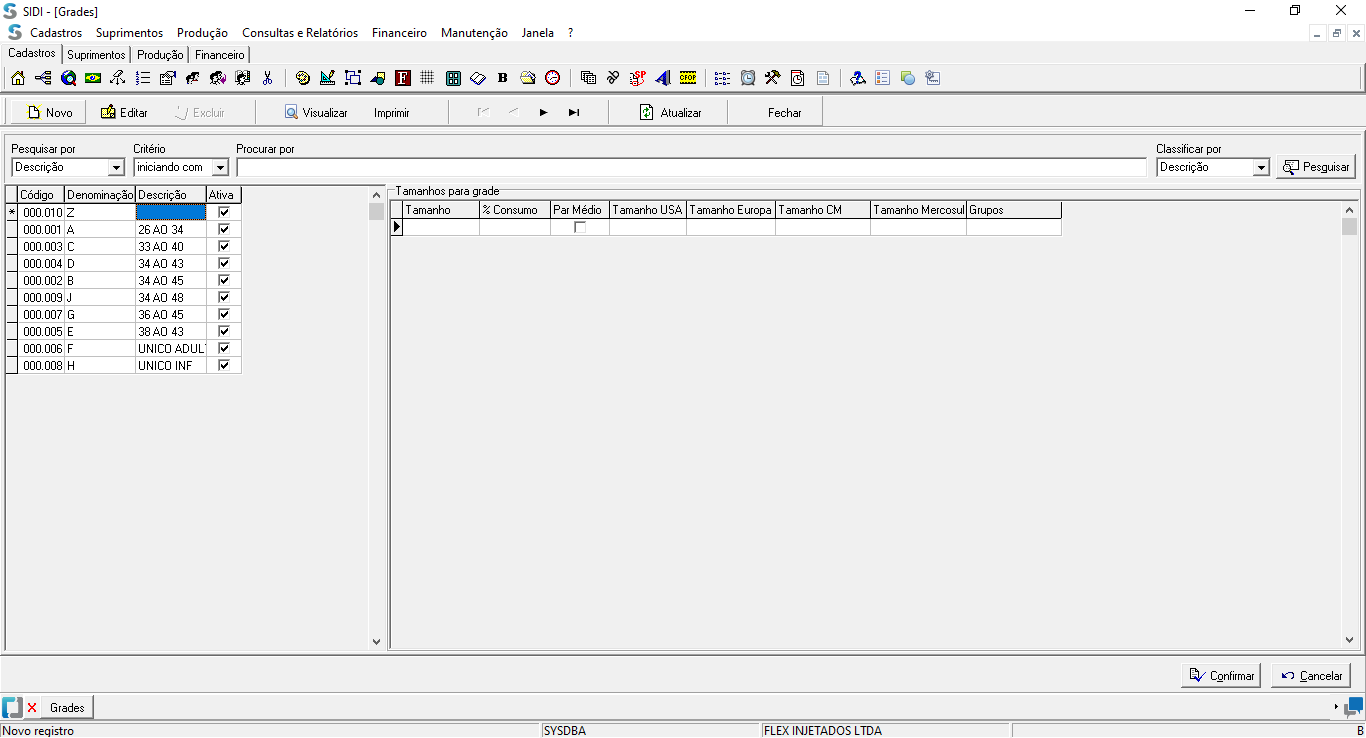 SIDI - [Grades]
Cadastros Suprimentos Produção Consultas e Relatórios Financeiro Manutenção Janela ?
Cadastros Suprimentos Produção Financeiro
Novo Editar Excluir Visualizar Imprimir Atualizar Fechar
Pesquisar por Critério Procurar por Classificar por
Descrição iniciando com Descrição Pesquisar
Tamanhos para grade
Código Denominação Descrição Ativa
Tamanho % Consumo Par Médio Tamanho USA Tamanho Europa Tamanho CM Tamanho Mercosul Grupos
* 000.010 Z
000.001 A 26 AO 34
000.003 C 33 AO 40
000.004 D 34 AO 43
000.002 B 34 AO 45
000.009 J 34 AO 48
000.007 G 36 AO 45
000.005 E 38 AO 43
000.006 F UNICO ADUL
000.008 H UNICO INF
Confirmar Cancelar
Grades
Novo registro SYSDBA FLEX INJETADOS LTDA B